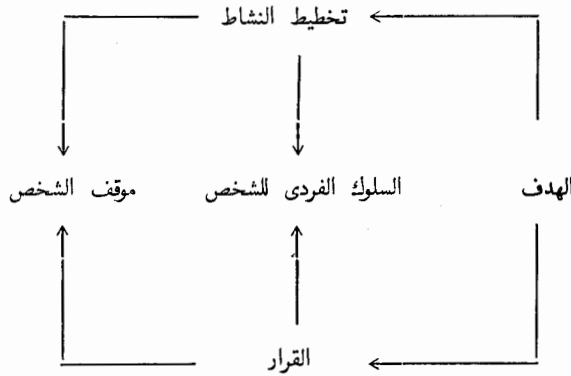 تخطيط النشاط
الهدف السلوك الفردى للشخص موقف الشخص
القرار